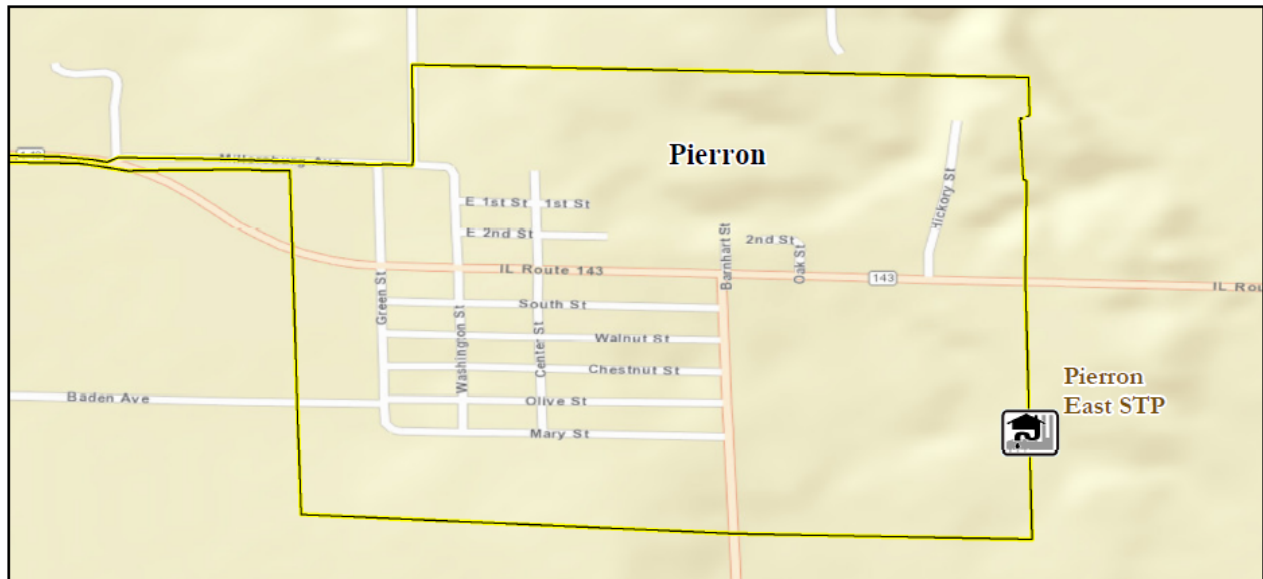 Pierron
Millersburg Ave
E 1st St
1st St
E 2nd St
2nd St
Hickory St
Barnhart St
Oak St
IL Route 143
143
IL Rou
Green St
South St
Washington St
Center St
Walnut St
Chestnut St
Baden Ave
Olive St
Mary St
Pierron
East STP